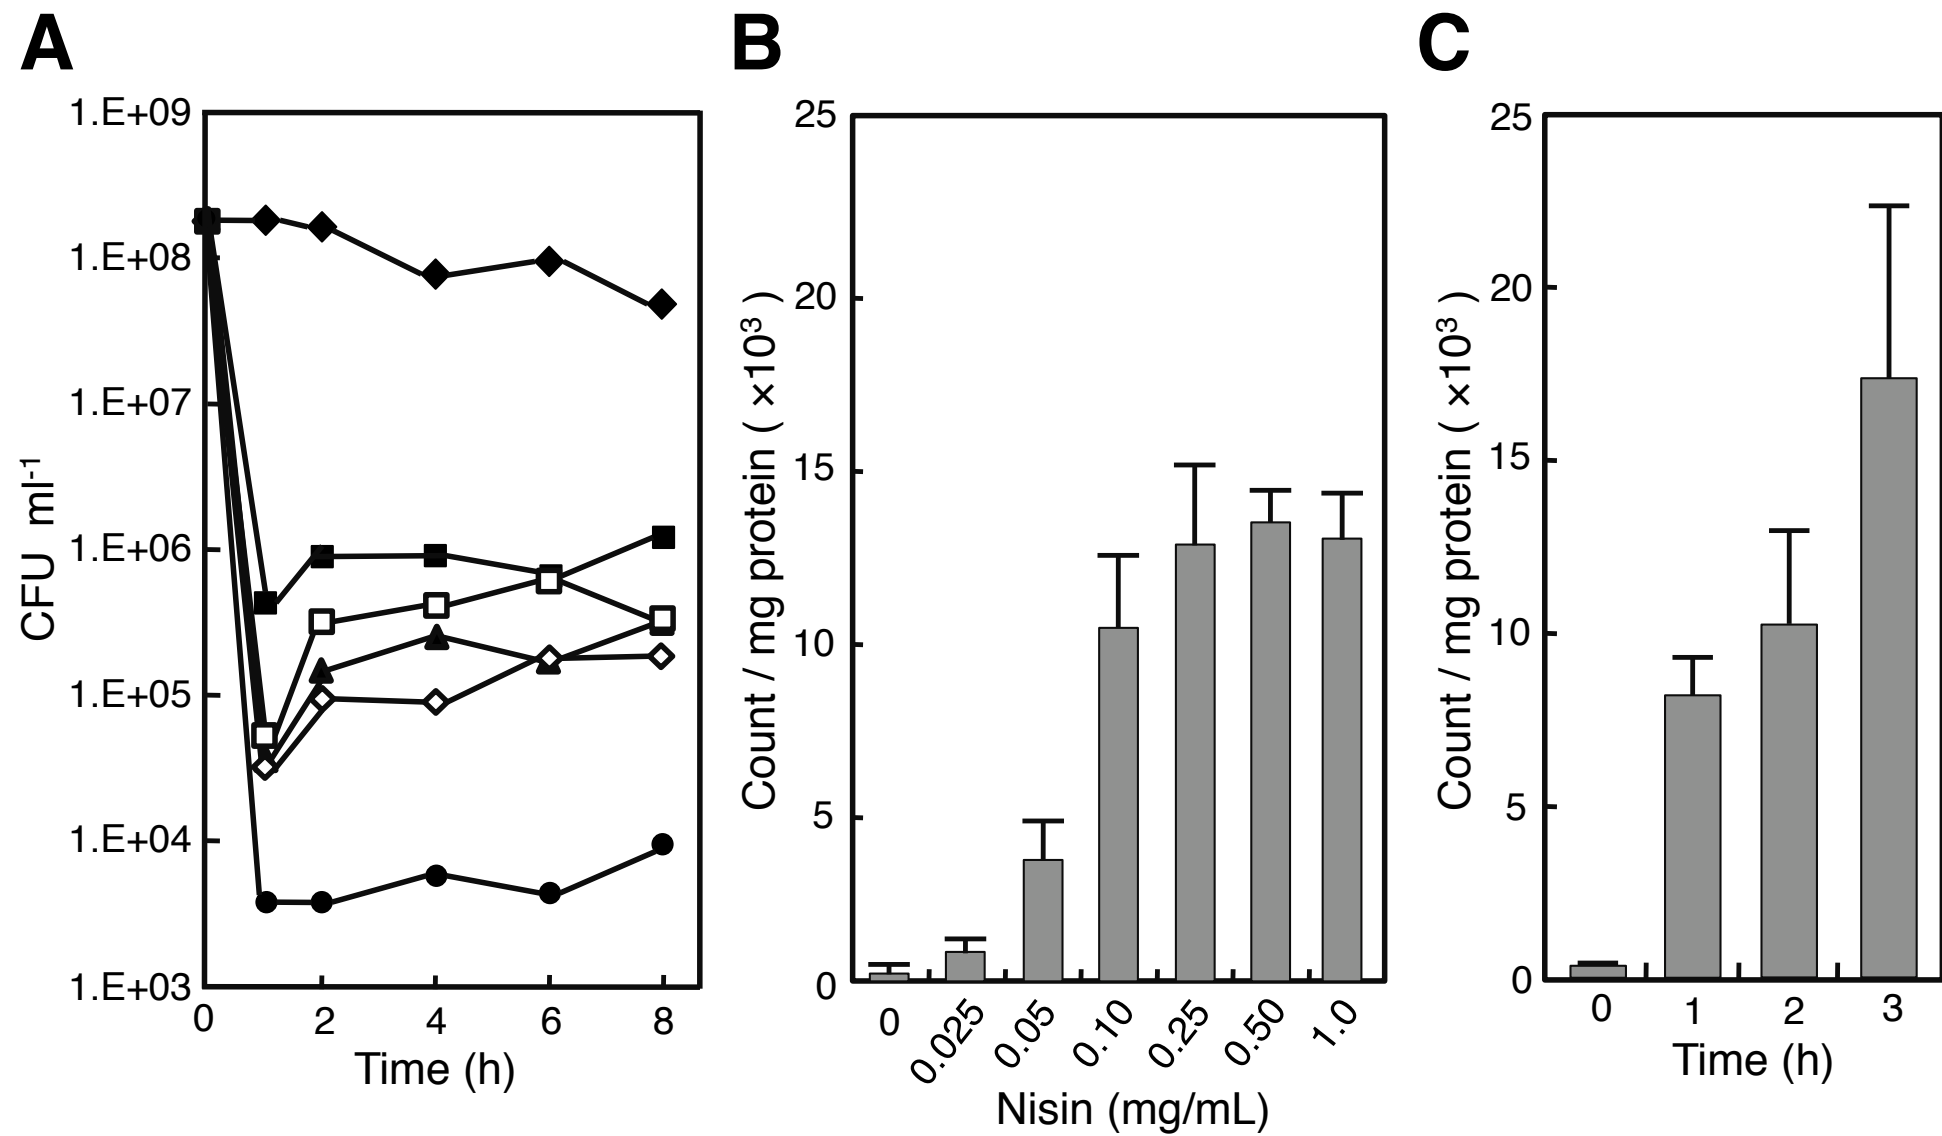 A
1.E+09
1.E+08
1.E+07
1.E+06
1.E+05
1.E+04
1.E+03
CFU ml-1
0 2 4 6 8
Time (h)
B
25
20
15
10
5
0
Count / mg protein ( ×10³ )
0 0.025 0.05 0.10 0.25 0.50 1.0
Nisin (mg/mL)
C
25
20
15
10
5
0
Count / mg protein ( ×10³ )
0 1 2 3
Time (h)